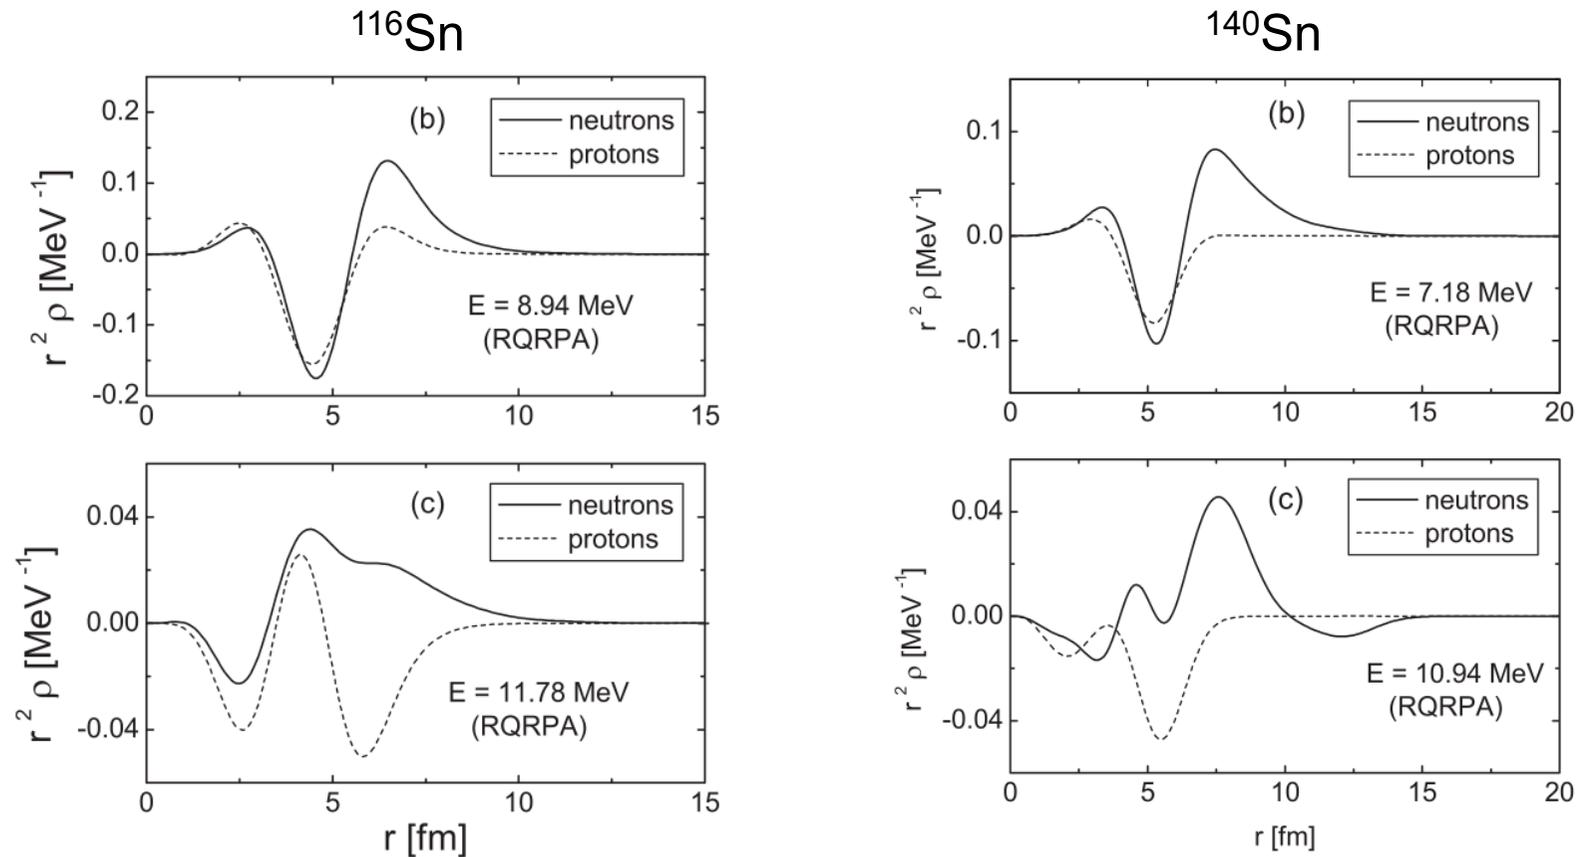 ¹¹⁶Sn
¹⁴⁰Sn
(b)
neutrons
protons
0.2
0.1
0.0
-0.1
-0.2
r ² ρ [MeV ⁻¹]
E = 8.94 MeV
(RQRPA)
0 5 10 15
(b)
neutrons
protons
0.1
0.0
-0.1
r ² ρ [MeV ⁻¹]
E = 7.18 MeV
(RQRPA)
0 5 10 15 20
(c)
neutrons
protons
0.04
0.00
-0.04
r ² ρ [MeV ⁻¹]
E = 11.78 MeV
(RQRPA)
0 5 10 15
r [fm]
(c)
neutrons
protons
0.04
0.00
-0.04
r ² ρ [MeV ⁻¹]
E = 10.94 MeV
(RQRPA)
0 5 10 15 20
r [fm]